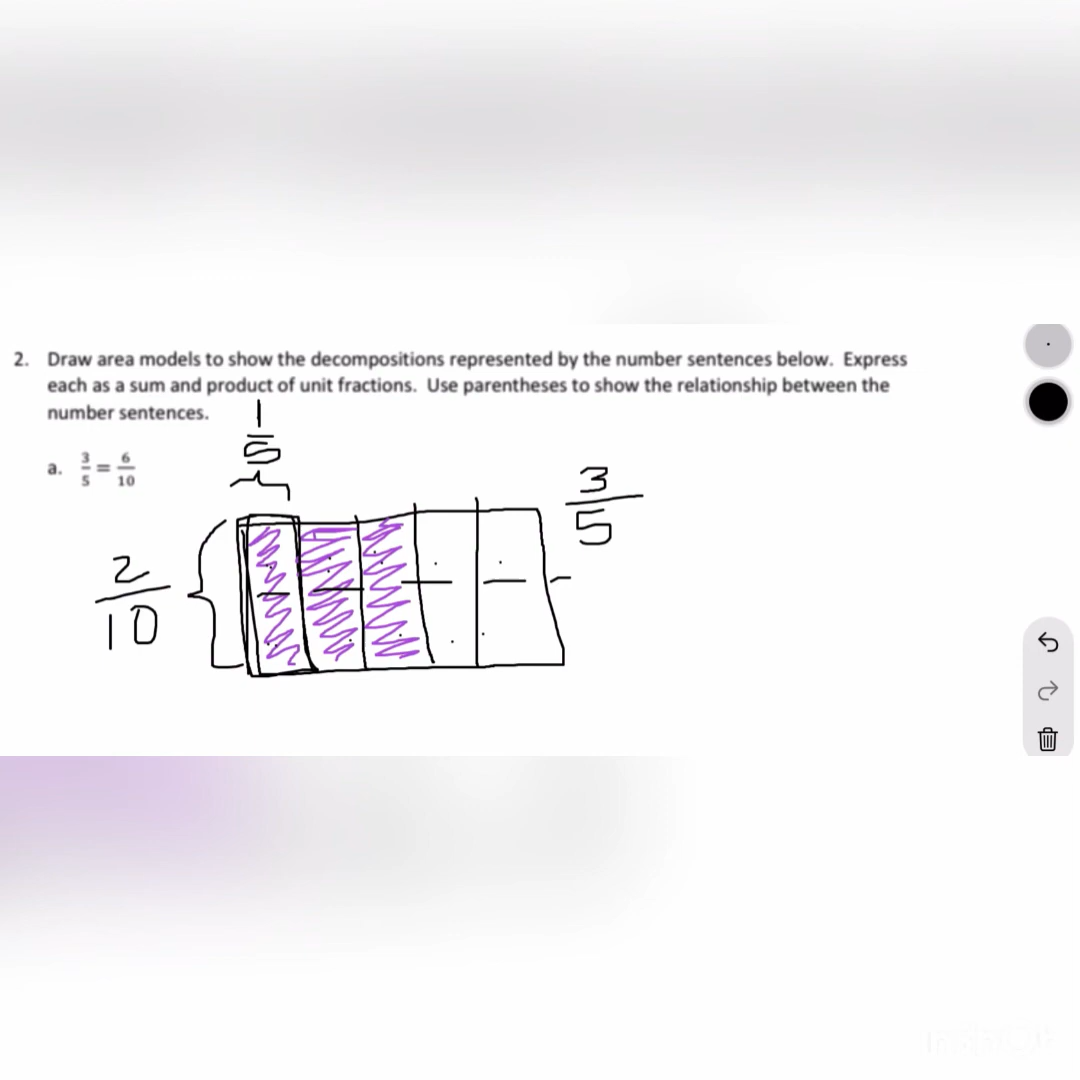 2. Draw area models to show the decompositions represented by the number sentences below. Express
each as a sum and product of unit fractions. Use parentheses to show the relationship between the
number sentences.
1/5
a. 3/5 = 6/10
3/5
2/10